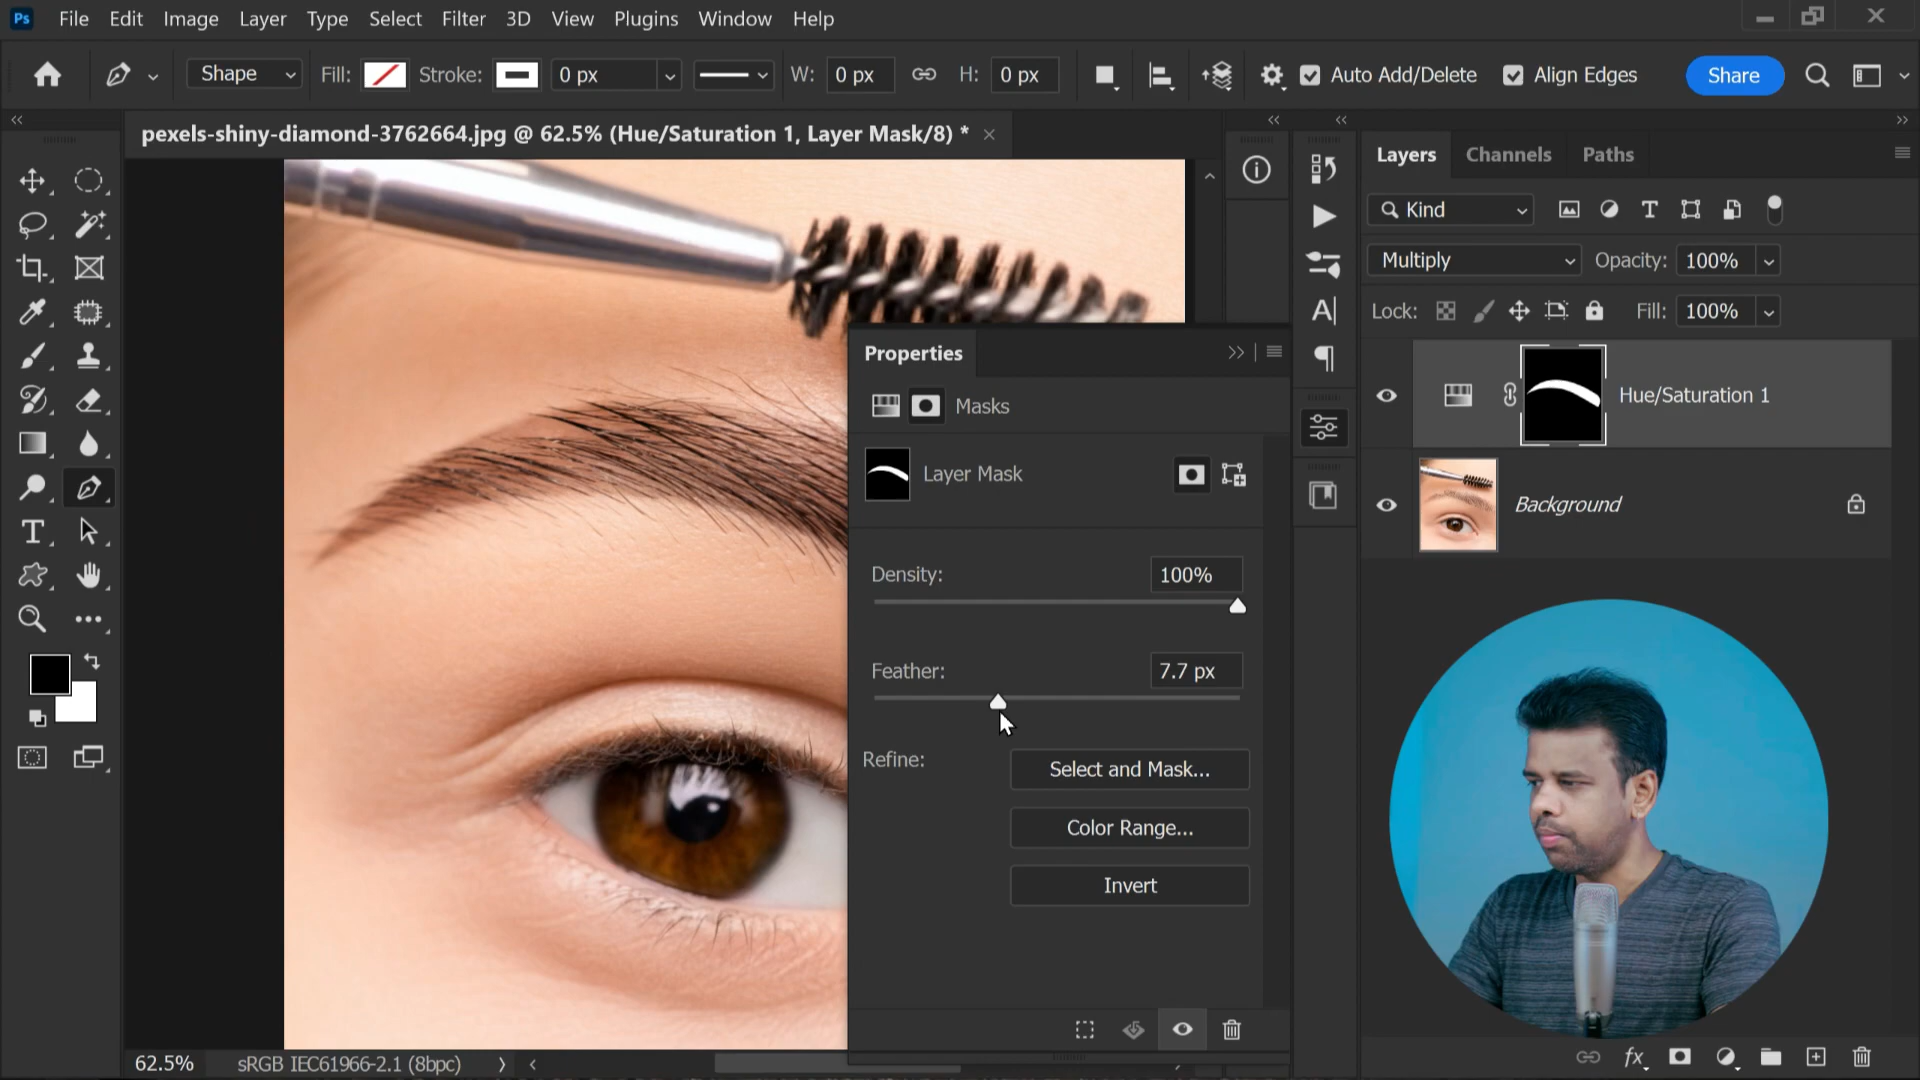 Ps File Edit Image Layer Type Select Filter 3D View Plugins Window Help
Shape Fill: Stroke: 0 px W: 0 px H: 0 px Auto Add/Delete Align Edges Share
pexels-shiny-diamond-3762664.jpg @ 62.5% (Hue/Saturation 1, Layer Mask/8) *
Layers Channels Paths
Kind
Multiply Opacity: 100%
Lock: Fill: 100%
Hue/Saturation 1
Background
Properties
Masks
Layer Mask
Density: 100%
Feather: 7.7 px
Refine: Select and Mask...
Color Range...
Invert
62.5% sRGB IEC61966-2.1 (8bpc)